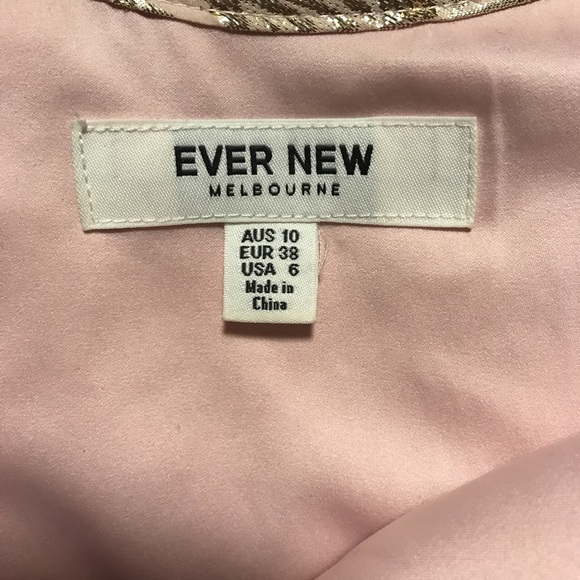 EVER NEW
MELBOURNE
AUS 10
EUR 38
USA 6
Made in
China